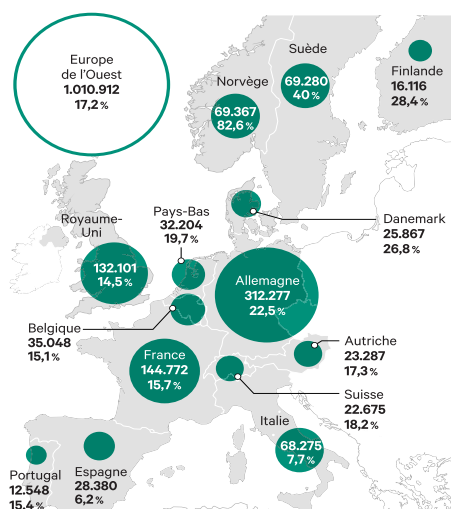 Europe
de l'Ouest
1.010.912
17,2 %
Suède
69.280
40 %
Finlande
16.116
28,4 %
Norvège
69.367
82,6 %
Pays-Bas
32.204
19,7 %
Royaume-
Uni
132.101
14,5 %
Danemark
25.867
26,8 %
Allemagne
312.277
22,5 %
Belgique
35.048
15,1 %
France
144.772
15,7 %
Autriche
23.287
17,3 %
Suisse
22.675
18,2 %
Italie
68.275
7,7 %
Portugal
12.548
15,4 %
Espagne
28.380
6,2 %